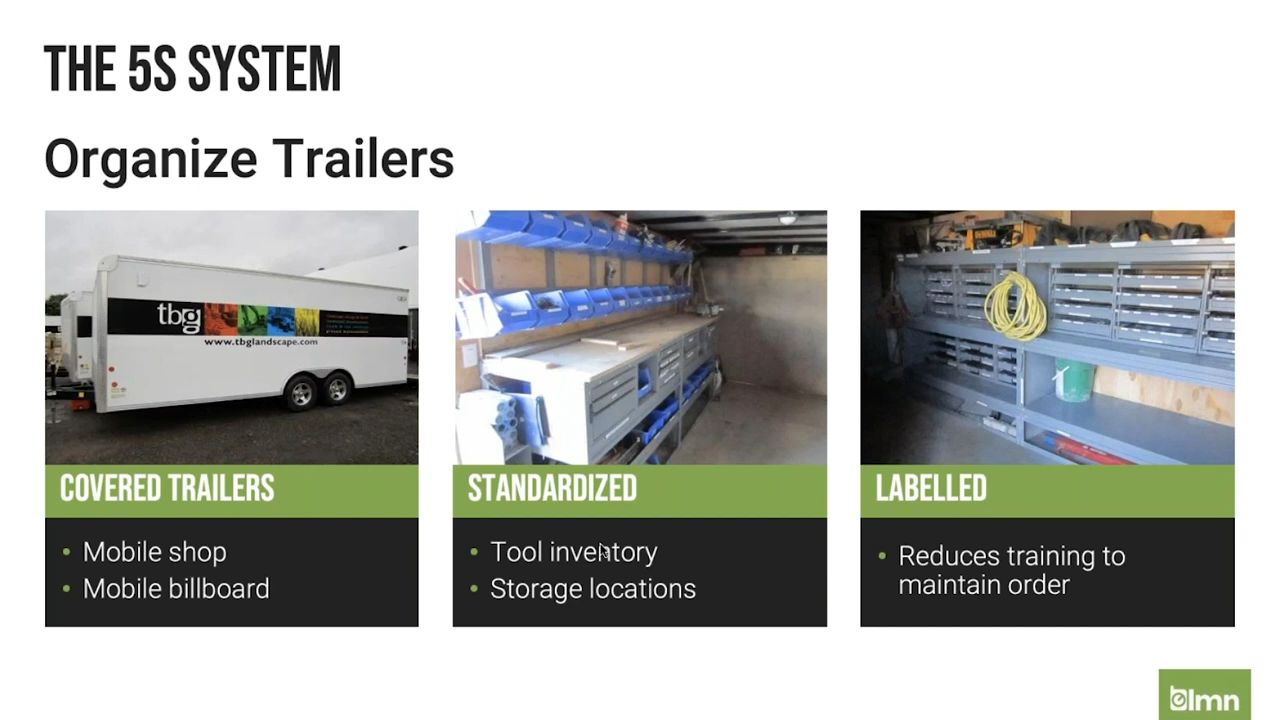 THE 5S SYSTEM
Organize Trailers
tbg
www.tbglandscape.com
COVERED TRAILERS
• Mobile shop
• Mobile billboard
STANDARDIZED
• Tool inventory
• Storage locations
LABELLED
• Reduces training to
maintain order
lmn